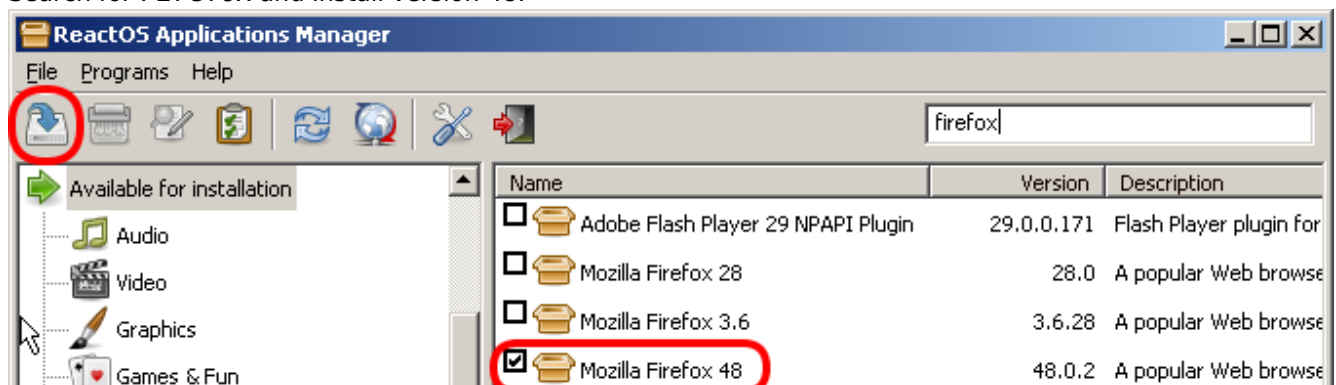 ReactOS Applications Manager
File Programs Help
firefox
Available for installation
Audio
Video
Graphics
Games & Fun
Name Version Description
Adobe Flash Player 29 NPAPI Plugin 29.0.0.171 Flash Player plugin for
Mozilla Firefox 28 28.0 A popular Web browse
Mozilla Firefox 3.6 3.6.28 A popular Web browse
Mozilla Firefox 48 48.0.2 A popular Web browse